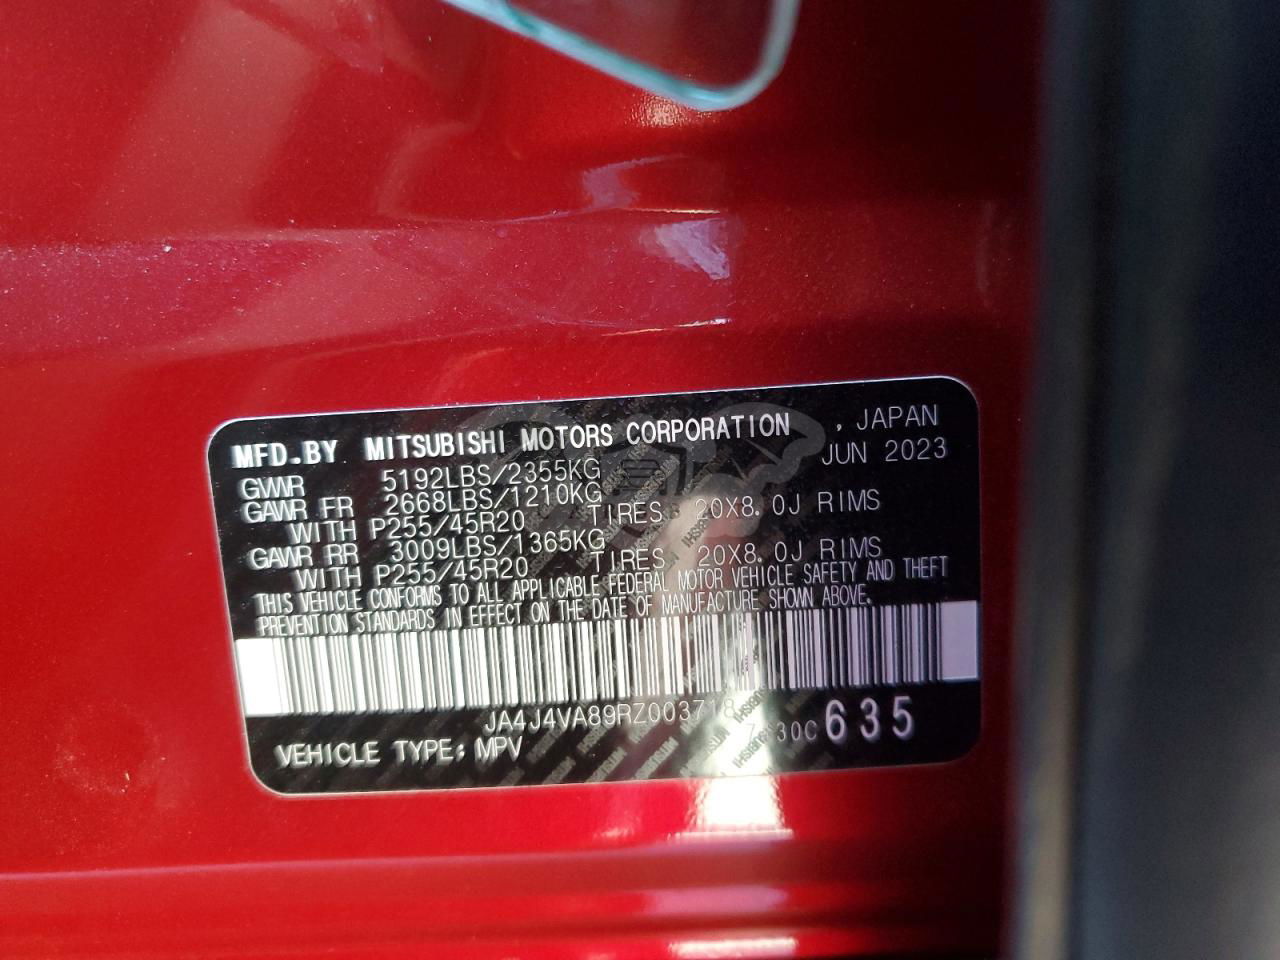 MFD.BY MITSUBISHI MOTORS CORPORATION , JAPAN
GVWR 5192LBS/2355KG JUN 2023
GAWR FR 2668LBS/1210KG
WITH P255/45R20 TIRES 20X8.0J RIMS
GAWR RR 3009LBS/1365KG
WITH P255/45R20 TIRES 20X8.0J RIMS
THIS VEHICLE CONFORMS TO ALL APPLICABLE FEDERAL MOTOR VEHICLE SAFETY AND THEFT
PREVENTION STANDARDS IN EFFECT ON THE DATE OF MANUFACTURE SHOWN ABOVE.
JA4J4VA89RZ003718
635
VEHICLE TYPE: MPV